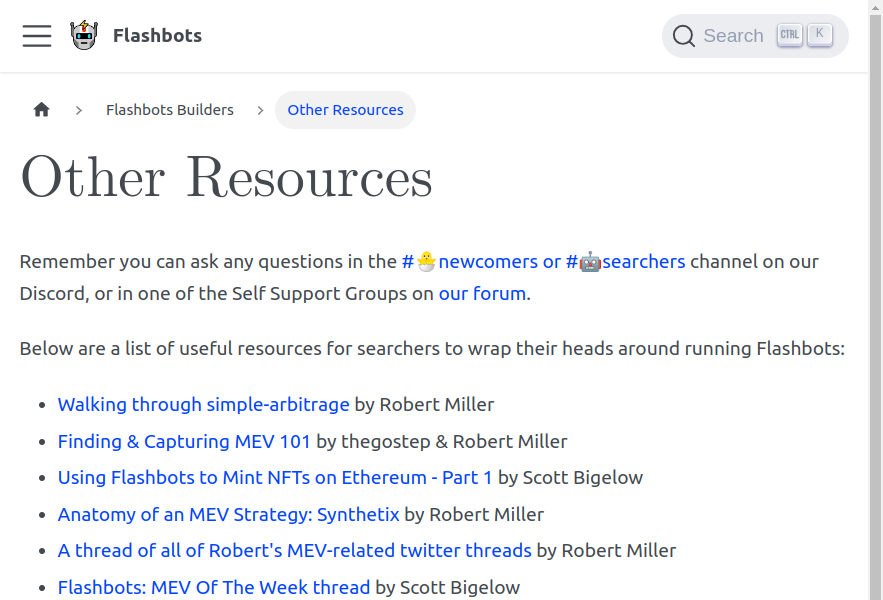 Flashbots
Search CTRL K
Flashbots Builders
Other Resources
Other Resources
Remember you can ask any questions in the #🐣newcomers or #🤖searchers channel on our
Discord, or in one of the Self Support Groups on our forum.
Below are a list of useful resources for searchers to wrap their heads around running Flashbots:
• Walking through simple-arbitrage by Robert Miller
• Finding & Capturing MEV 101 by thegostep & Robert Miller
• Using Flashbots to Mint NFTs on Ethereum - Part 1 by Scott Bigelow
• Anatomy of an MEV Strategy: Synthetix by Robert Miller
• A thread of all of Robert's MEV-related twitter threads by Robert Miller
• Flashbots: MEV Of The Week thread by Scott Bigelow